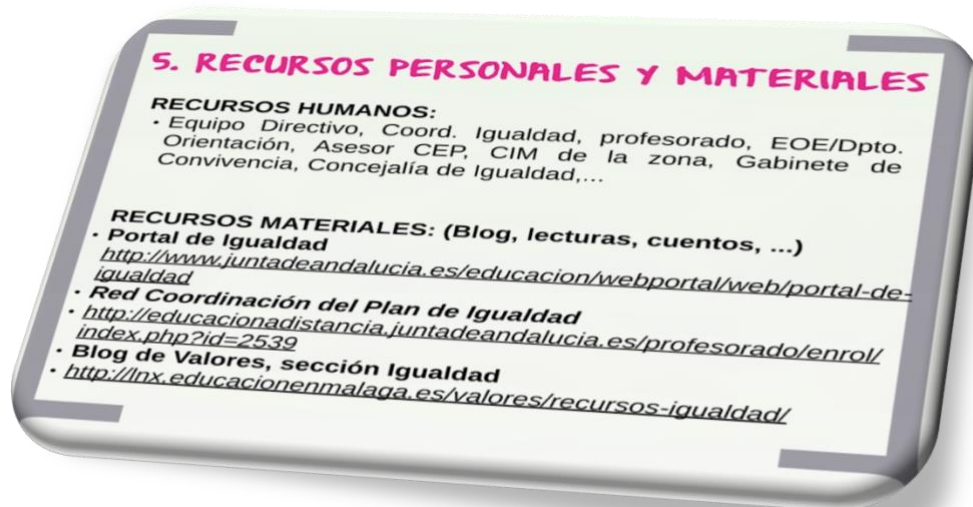 5. RECURSOS PERSONALES Y MATERIALES
RECURSOS HUMANOS:
• Equipo Directivo, Coord. Igualdad, profesorado, EOE/Dpto.
Orientación, Asesor CEP, CIM de la zona, Gabinete de
Convivencia, Concejalía de Igualdad,...
RECURSOS MATERIALES: (Blog, lecturas, cuentos, ...)
• Portal de Igualdad
http://www.juntadeandalucia.es/educacion/webportal/web/portal-de-
igualdad
• Red Coordinación del Plan de Igualdad
• http://educacionadistancia.juntadeandalucia.es/profesorado/enrol/
index.php?id=2539
• Blog de Valores, sección Igualdad
• http://lnx.educacionenmalaga.es/valores/recursos-igualdad/